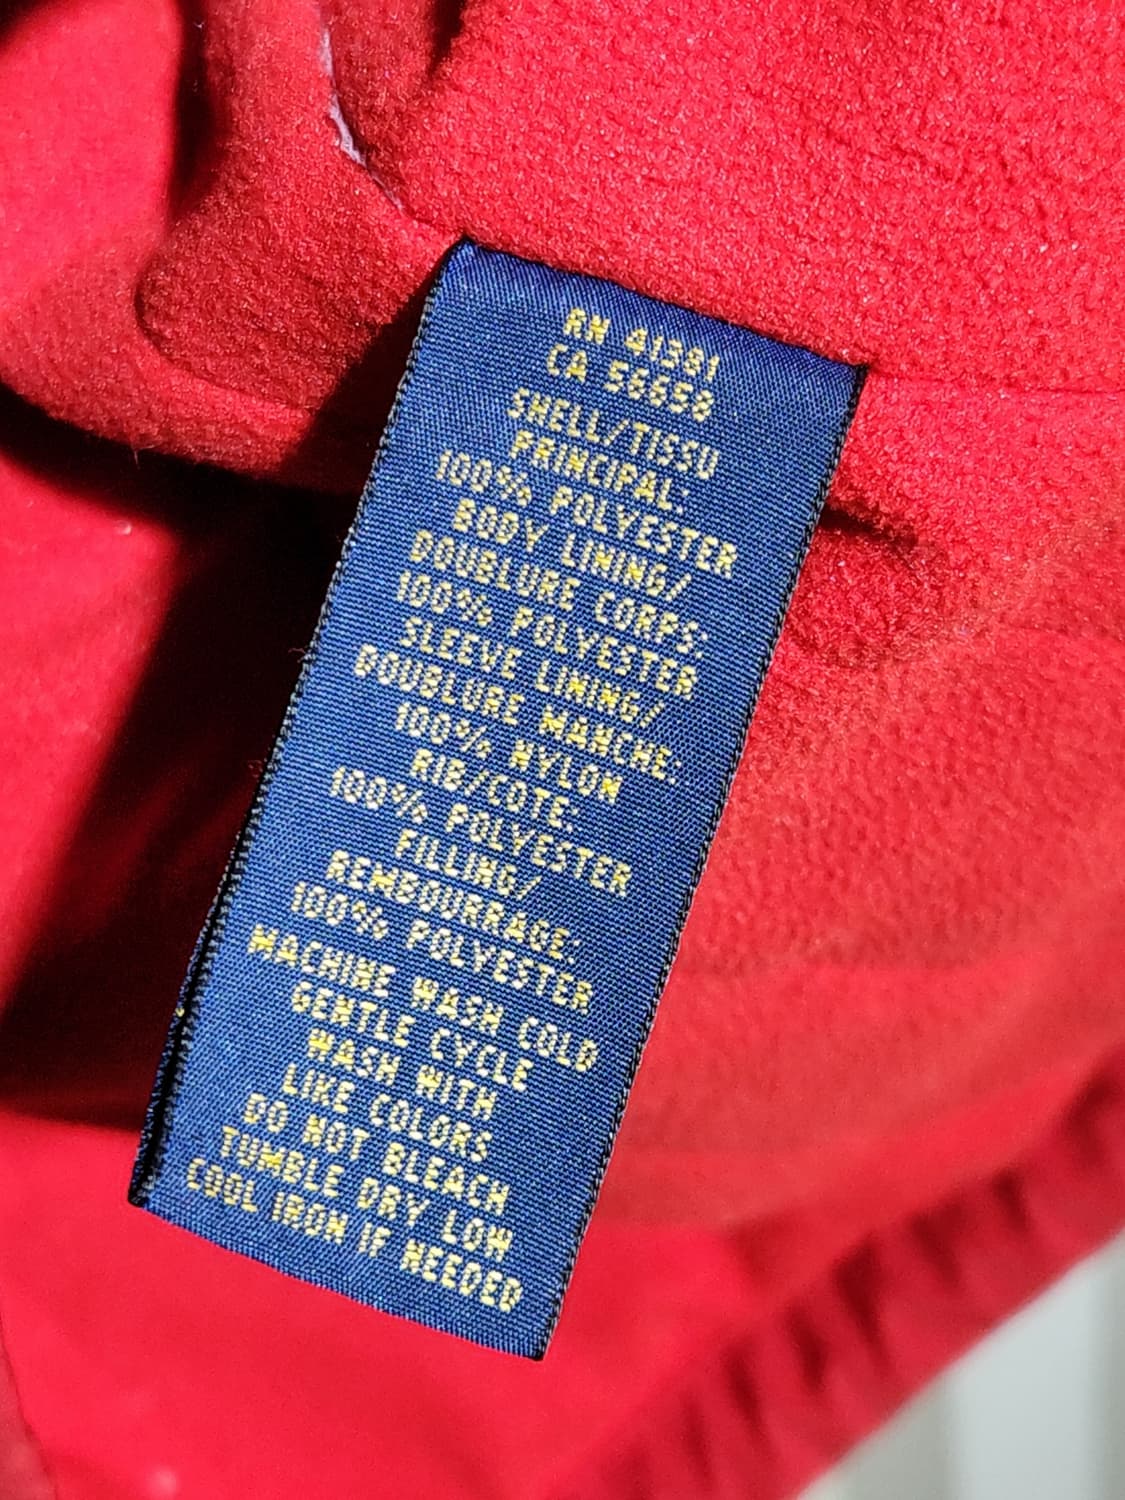 RN 41381
CA 56650
SHELL/TISSU
PRINCIPAL:
100% POLYESTER
BODY LINING/
DOUBLURE CORPS:
100% POLYESTER
SLEEVE LINING/
DOUBLURE MANCHE:
100% NYLON
RIB/COTE:
100% POLYESTER
FILLING/
REMBOURRAGE:
100% POLYESTER
MACHINE WASH COLD
GENTLE CYCLE
WASH WITH
LIKE COLORS
DO NOT BLEACH
TUMBLE DRY LOW
COOL IRON IF NEEDED